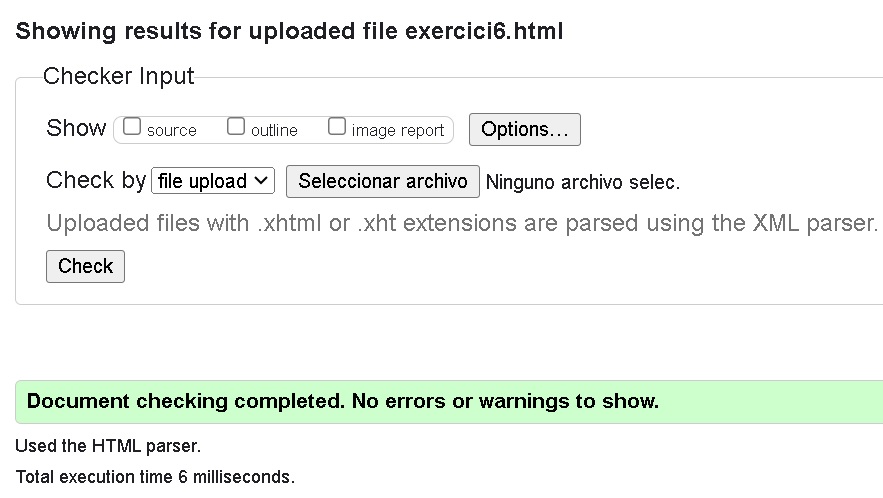 Showing results for uploaded file exercici6.html
Checker Input
Show source outline image report Options...
Check by file upload Seleccionar archivo Ninguno archivo selec.
Uploaded files with .xhtml or .xht extensions are parsed using the XML parser.
Check
Document checking completed. No errors or warnings to show.
Used the HTML parser.
Total execution time 6 milliseconds.